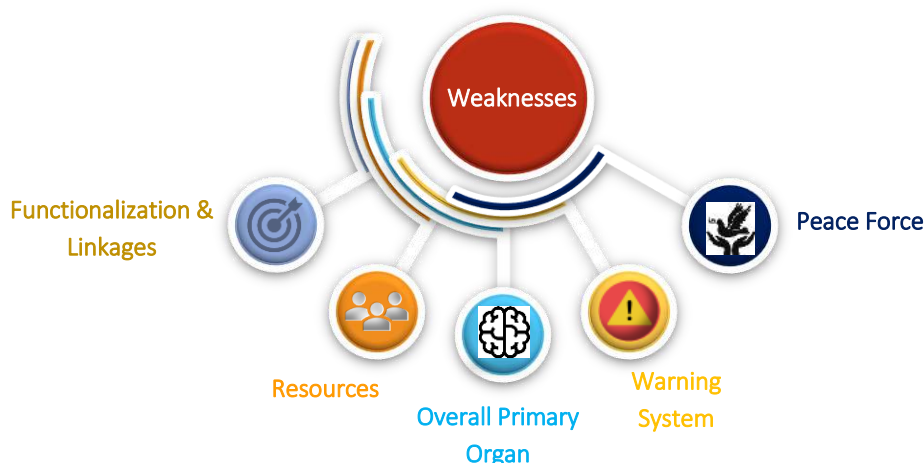 Weaknesses
Functionalization &
Linkages
Peace Force
Resources
Warning
System
Overall Primary
Organ